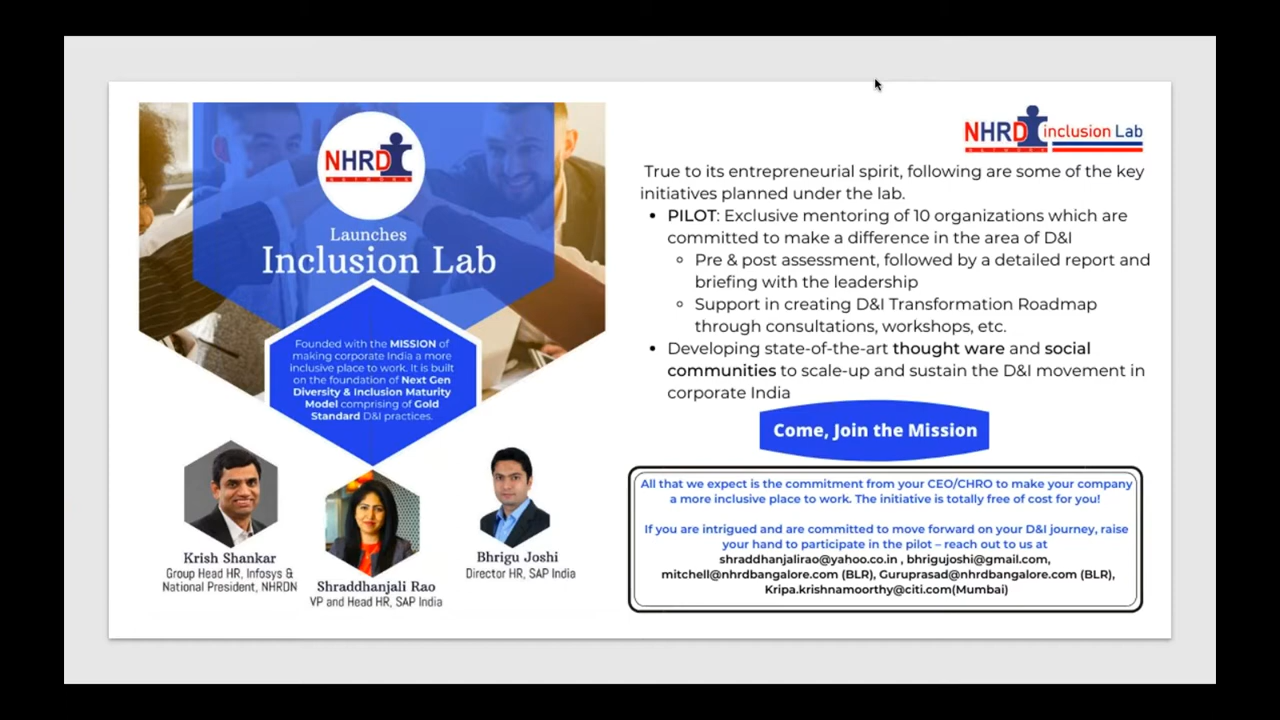 NHRD
NETWORK
Launches
Inclusion Lab
Founded with the MISSION of
making corporate India a more
inclusive place to work. It is built
on the foundation of Next Gen
Diversity & Inclusion Maturity
Model comprising of Gold
Standard D&I practices.
Krish Shankar
Group Head HR, Infosys &
National President, NHRDN
Shraddhanjali Rao
VP and Head HR, SAP India
Bhrigu Joshi
Director HR, SAP India
NHRD inclusion Lab
NETWORK
True to its entrepreneurial spirit, following are some of the key
initiatives planned under the lab.
• PILOT: Exclusive mentoring of 10 organizations which are
committed to make a difference in the area of D&I
◦ Pre & post assessment, followed by a detailed report and
briefing with the leadership
◦ Support in creating D&I Transformation Roadmap
through consultations, workshops, etc.
• Developing state-of-the-art thought ware and social
communities to scale-up and sustain the D&I movement in
corporate India
Come, Join the Mission
All that we expect is the commitment from your CEO/CHRO to make your company
a more inclusive place to work. The initiative is totally free of cost for you!
If you are intrigued and are committed to move forward on your D&I journey, raise
your hand to participate in the pilot – reach out to us at
shraddhanjalirao@yahoo.co.in , bhrigujoshi@gmail.com,
mitchell@nhrdbangalore.com (BLR), Guruprasad@nhrdbangalore.com (BLR),
Kripa.krishnamoorthy@citi.com(Mumbai)